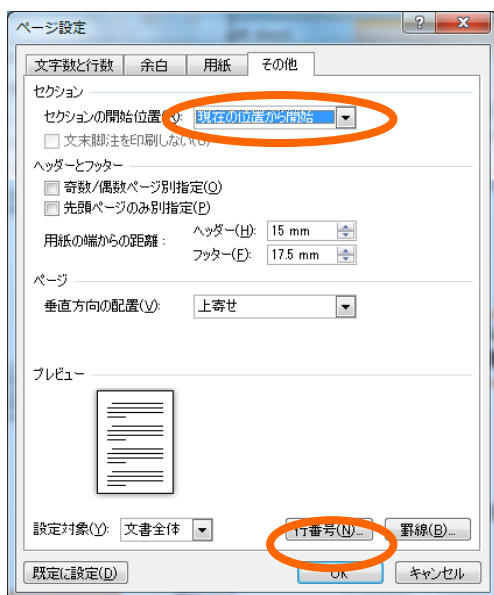 ページ設定
文字数と行数 余白 用紙 その他
セクション
セクションの開始位置(R): 現在の位置から開始
文末脚注を印刷しない(U)
ヘッダーとフッター
奇数/偶数ページ別指定(O)
先頭ページのみ別指定(P)
用紙の端からの距離: ヘッダー(H): 15 mm
フッター(F): 17.5 mm
ページ
垂直方向の配置(V): 上寄せ
プレビュー
設定対象(Y): 文書全体 行番号(N)... 罫線(B)...
既定に設定(D) OK キャンセル